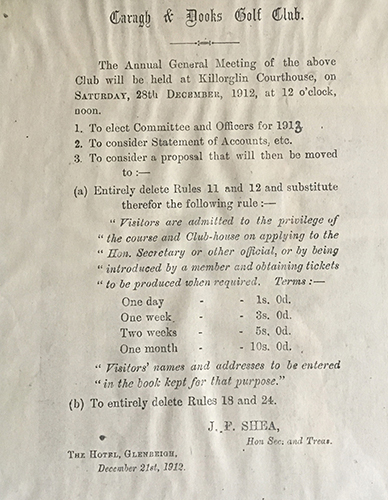 Caragh & Dooks Golf Club.
The Annual General Meeting of the above
Club will be held at Killorglin Courthouse, on
SATURDAY, 28th DECEMBER, 1912, at 12 o'clock,
noon.
1. To elect Committee and Officers for 1913
2. To consider Statement of Accounts, etc.
3. To consider a proposal that will then be moved
to :—
(a) Entirely delete Rules 11 and 12 and substitute
therefor the following rule :—
" Visitors are admitted to the privilege of
" the course and Club-house on applying to the
" Hon. Secretary or other official, or by being
" introduced by a member and obtaining tickets
" to be produced when required. Terms :—
One day - - 1s. 0d.
One week - - 3s. 0d.
Two weeks - - 5s. 0d.
One month - - 10s. 0d.
" Visitors' names and addresses to be entered
" in the book kept for that purpose."
(b) To entirely delete Rules 18 and 24.
J. F. SHEA,
Hon Sec. and Treas.
THE HOTEL, GLENBEIGH,
December 21st, 1912.